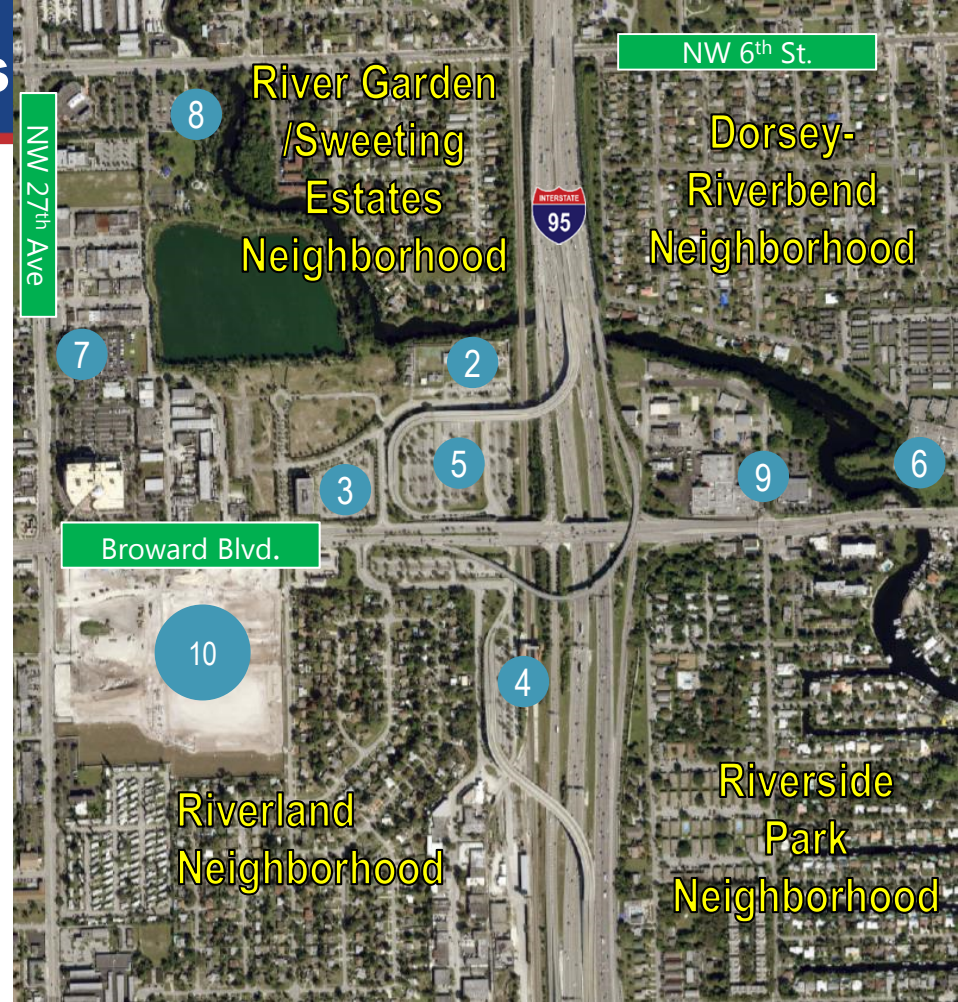 s
NW 6th St.
NW 27th Ave
8
River Garden
/Sweeting
Estates
Neighborhood
Dorsey-
Riverbend
Neighborhood
INTERSTATE
95
7
2
3
5
9
6
Broward Blvd.
10
4
Riverland
Neighborhood
Riverside
Park
Neighborhood